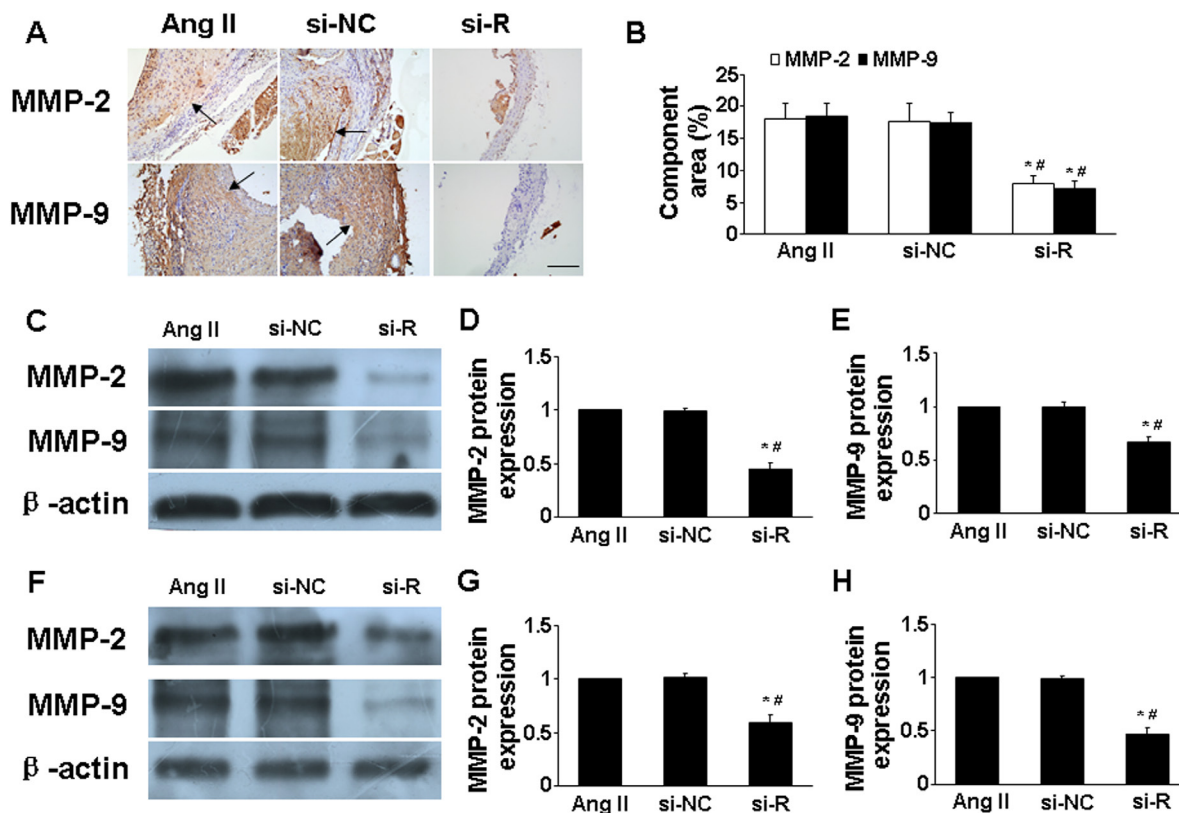 A
Ang II si-NC si-R
MMP-2
MMP-9
B
MMP-2 MMP-9
Component area (%)
25
20
15
10
5
0
* # * #
Ang II si-NC si-R
C
Ang II si-NC si-R
MMP-2
MMP-9
β-actin
D
MMP-2 protein expression
1.5
1
0.5
0
* #
Ang II si-NC si-R
E
MMP-9 protein expression
1.5
1
0.5
0
* #
Ang II si-NC si-R
F
Ang II si-NC si-R
MMP-2
MMP-9
β-actin
G
MMP-2 protein expression
1.5
1
0.5
0
* #
Ang II si-NC si-R
H
MMP-9 protein expression
1.5
1
0.5
0
* #
Ang II si-NC si-R